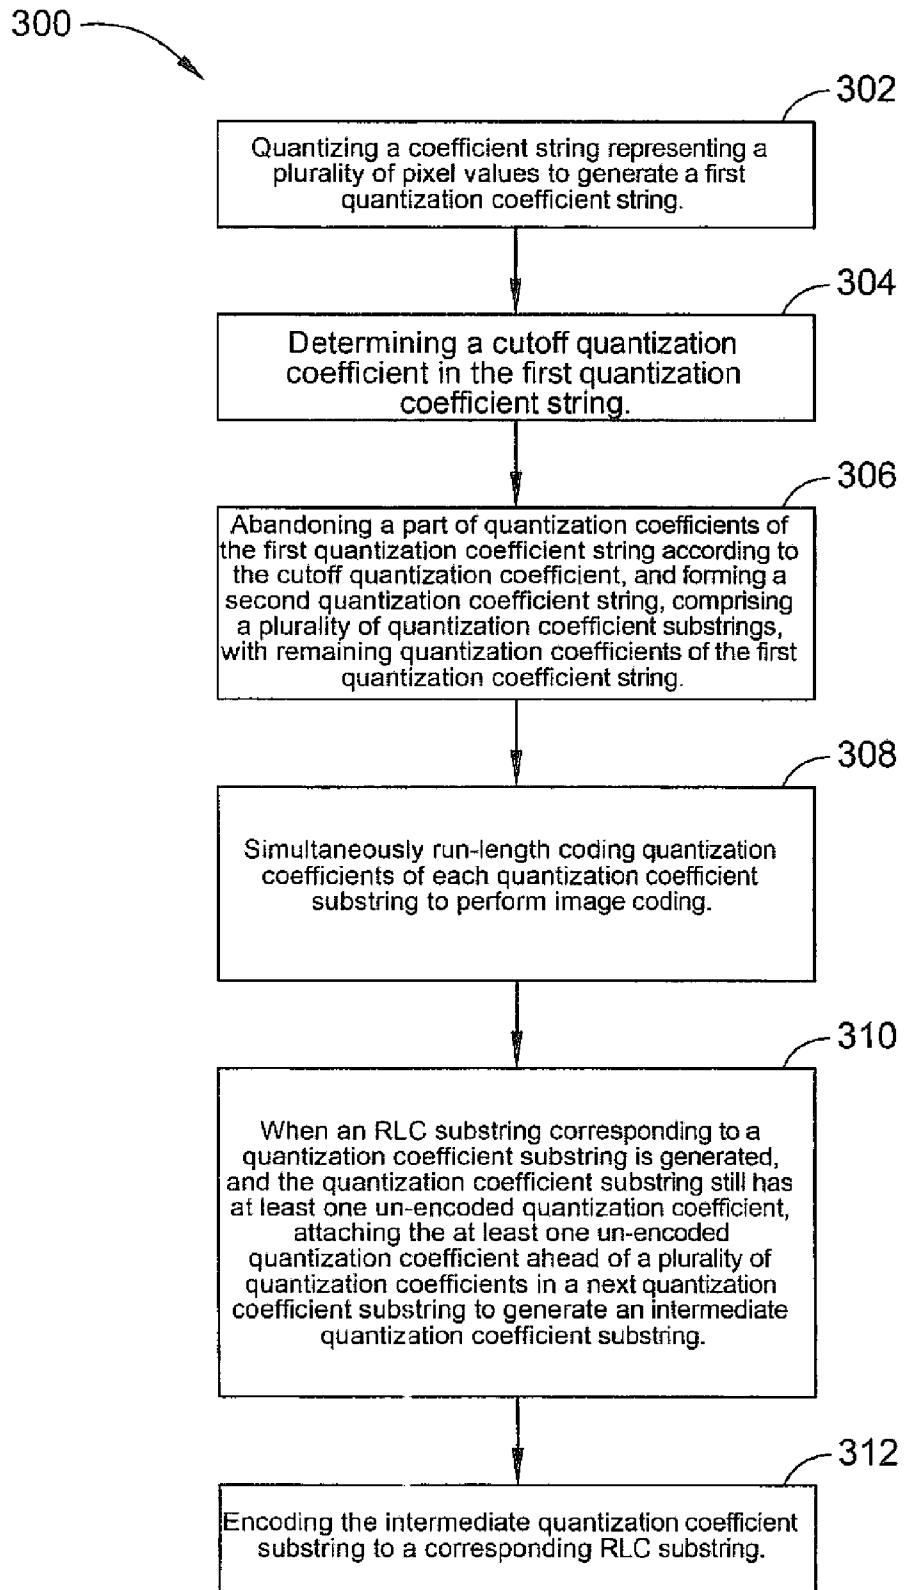 300
302
Quantizing a coefficient string representing a
plurality of pixel values to generate a first
quantization coefficient string.
304
Determining a cutoff quantization
coefficient in the first quantization
coefficient string.
306
Abandoning a part of quantization coefficients of
the first quantization coefficient string according to
the cutoff quantization coefficient, and forming a
second quantization coefficient string, comprising
a plurality of quantization coefficient substrings,
with remaining quantization coefficients of the first
quantization coefficient string.
308
Simultaneously run-length coding quantization
coefficients of each quantization coefficient
substring to perform image coding.
310
When an RLC substring corresponding to a
quantization coefficient substring is generated,
and the quantization coefficient substring still has
at least one un-encoded quantization coefficient,
attaching the at least one un-encoded
quantization coefficient ahead of a plurality of
quantization coefficients in a next quantization
coefficient substring to generate an intermediate
quantization coefficient substring.
312
Encoding the intermediate quantization coefficient
substring to a corresponding RLC substring.